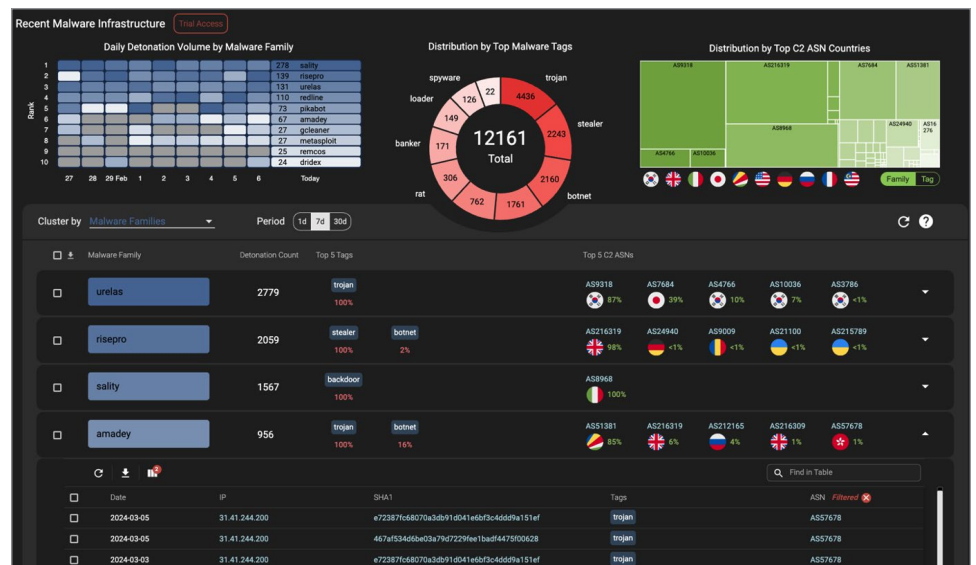 Recent Malware Infrastructure Trial Access
Daily Detonation Volume by Malware Family
Rank
1 278 sality
2 139 risepro
3 131 urelas
4 110 redline
5 73 pikabot
6 67 amadey
7 27 gcleaner
8 27 metasploit
9 25 remcos
10 24 dridex
27 28 29 Feb 1 2 3 4 5 6 Today
Distribution by Top Malware Tags
spyware
trojan
loader
stealer
banker
rat
botnet
22
126
149
171
306
762
1761
2160
2243
4436
12161
Total
Distribution by Top C2 ASN Countries
AS9318 AS216319 AS7684 AS51381
AS8968 AS24940 AS16
276
AS4766 AS10036
Family Tag
Cluster by Malware Families Period 1d 7d 30d
Malware Family Detonation Count Top 5 Tags Top 5 C2 ASNs
urelas 2779 trojan AS9318 AS7684 AS4766 AS10036 AS3786
100% 87% 39% 10% 7% <1%
risepro 2059 stealer botnet AS216319 AS24940 AS9009 AS21100 AS215789
100% 2% 98% <1% <1% <1% <1%
sality 1567 backdoor AS8968
100% 100%
amadey 956 trojan botnet AS51381 AS216319 AS212165 AS216309 AS57678
100% 16% 85% 6% 4% 1% 1%
2 Find in Table
Date IP SHA1 Tags ASN Filtered
2024-03-05 31.41.244.200 e72387fc68070a3db91d041e6bf3c4ddd9a151ef trojan AS57678
2024-03-05 31.41.244.200 467af534d6be03a79d7229fee1badf4475f00628 trojan AS57678
2024-03-03 31.41.244.200 e72387fc68070a3db91d041e6bf3c4ddd9a151ef trojan AS57678